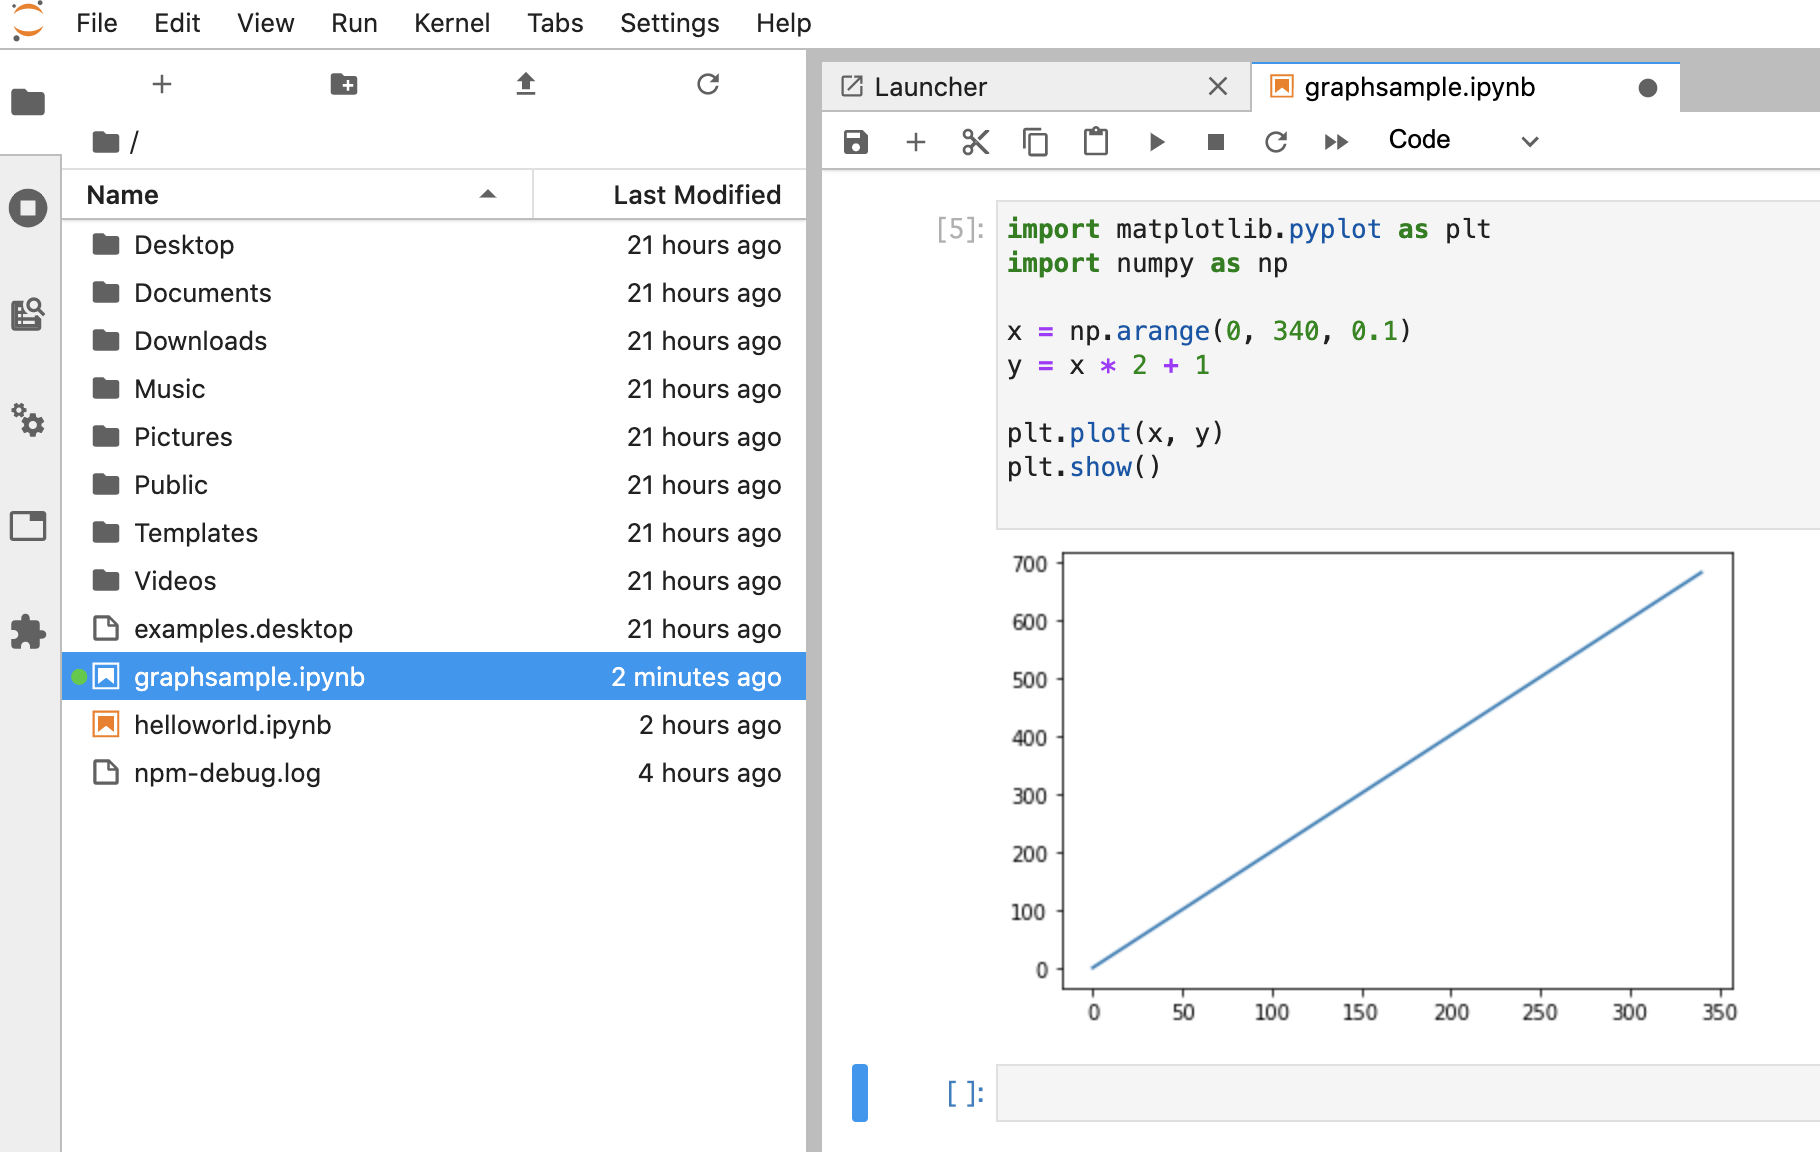 File Edit View Run Kernel Tabs Settings Help
/
Name Last Modified
Desktop 21 hours ago
Documents 21 hours ago
Downloads 21 hours ago
Music 21 hours ago
Pictures 21 hours ago
Public 21 hours ago
Templates 21 hours ago
Videos 21 hours ago
examples.desktop 21 hours ago
graphsample.ipynb 2 minutes ago
helloworld.ipynb 2 hours ago
npm-debug.log 4 hours ago
Launcher graphsample.ipynb
Code
[5]: import matplotlib.pyplot as plt
import numpy as np
x = np.arange(0, 340, 0.1)
y = x * 2 + 1
plt.plot(x, y)
plt.show()
700
600
500
400
300
200
100
0
0 50 100 150 200 250 300 350
[ ]: